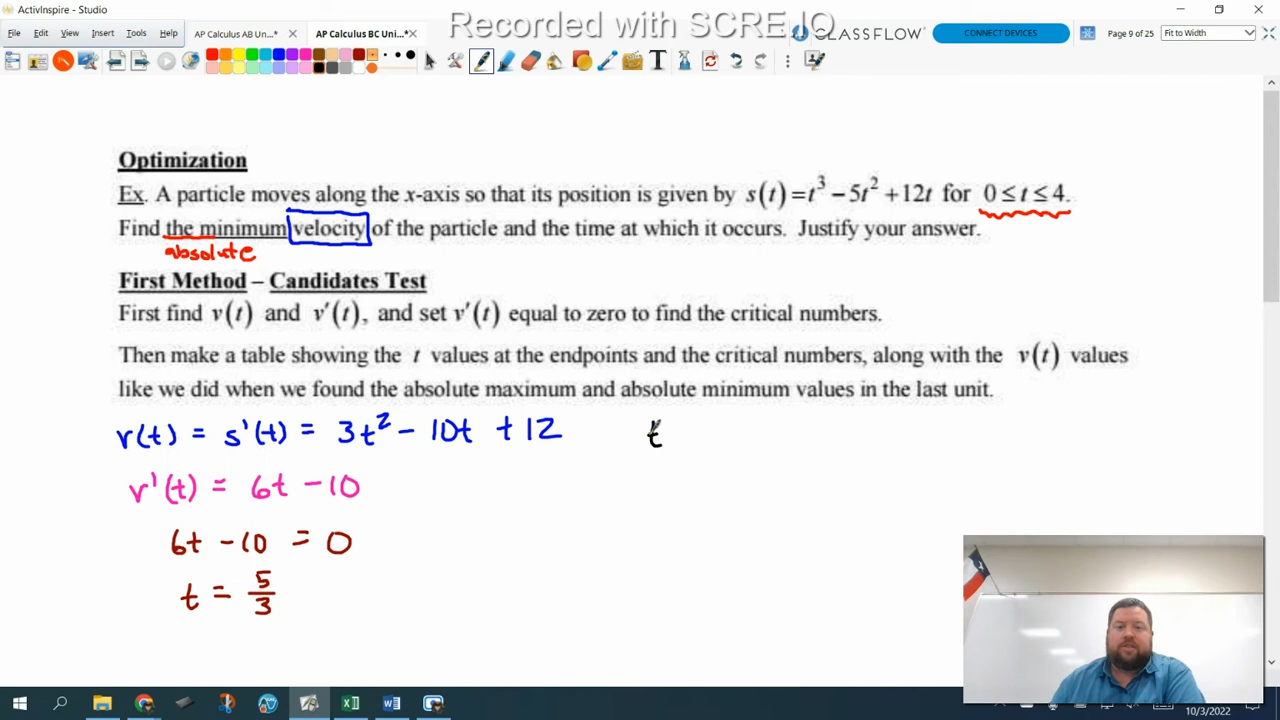 ActivInspire - Studio
Recorded with SCRE.IO
File Edit View Insert Tools Help
AP Calculus AB Un...* AP Calculus BC Uni...*
CLASSFLOW
CONNECT DEVICES
Page 9 of 25
Fit to Width
Optimization
Ex. A particle moves along the x-axis so that its position is given by s(t)=t³−5t²+12t for 0≤t≤4.
Find the minimum velocity of the particle and the time at which it occurs. Justify your answer.
absolute
First Method – Candidates Test
First find v(t) and v′(t), and set v′(t) equal to zero to find the critical numbers.
Then make a table showing the t values at the endpoints and the critical numbers, along with the v(t) values
like we did when we found the absolute maximum and absolute minimum values in the last unit.
v(t) = s'(t) = 3t² − 10t + 12 t
v'(t) = 6t − 10
6t − 10 = 0
t = 5/3
10/3/2022